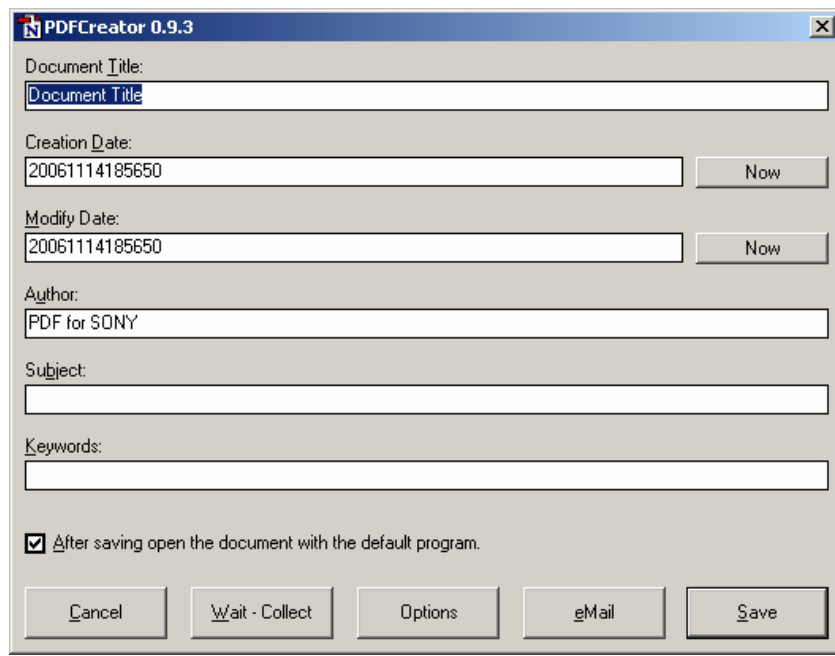 PDFCreator 0.9.3
Document Title:
Document Title
Creation Date:
20061114185650
Now
Modify Date:
20061114185650
Now
Author:
PDF for SONY
Subject:
Keywords:
After saving open the document with the default program.
Cancel Wait - Collect Options eMail Save